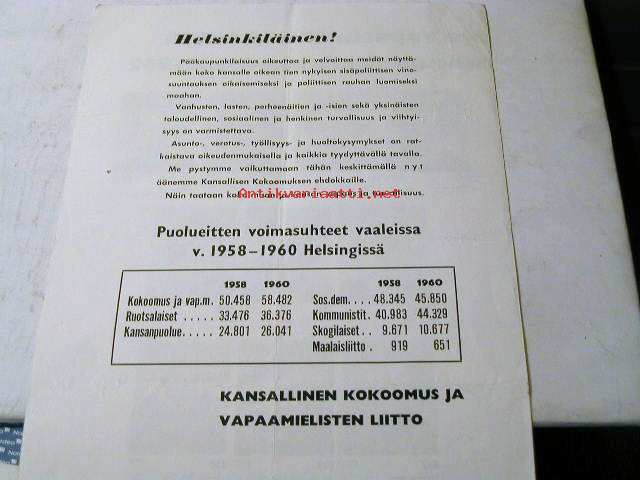 Helsinkiläinen!
Pääkaupunkilaisuus oikeuttaa ja velvoittaa meidät näyttä-
mään koko kansalle oikean tien nykyisen sisäpoliittisen vino-
suuntauksen oikaisemiseksi ja poliittisen rauhan luomiseksi
maahan.
Vanhusten, lasten, perheenäitien ja -isien sekä yksinäisten
taloudellinen, sosiaalinen ja henkinen turvallisuus ja viihtyi-
syys on varmistettava.
Asunto-, verotus-, työllisyys- ja huoltokysymykset on rat-
kaistava oikeudenmukaisella ja kaikkia tyydyttävällä tavalla.
Me pystymme vaikuttamaan tähän keskittämällä nyt
äänemme Kansallisen Kokoomuksen ehdokkaille.
Antikvariaatti.net
Näin taataan
Puolueitten voimasuhteet vaaleissa
v. 1958–1960 Helsingissä
1958 1960 1958 1960
Kokoomus ja vap.m. 50.458 58.482 Sos.dem. . . . . 48.345 45.850
Ruotsalaiset . . . . . 33.476 36.376 Kommunistit. 40.983 44.329
Kansanpuolue. . . . . 24.801 26.041 Skogilaiset . . 9.671 10.677
Maalaisliitto . 919 651
KANSALLINEN KOKOOMUS JA
VAPAAMIELISTEN LIITTO